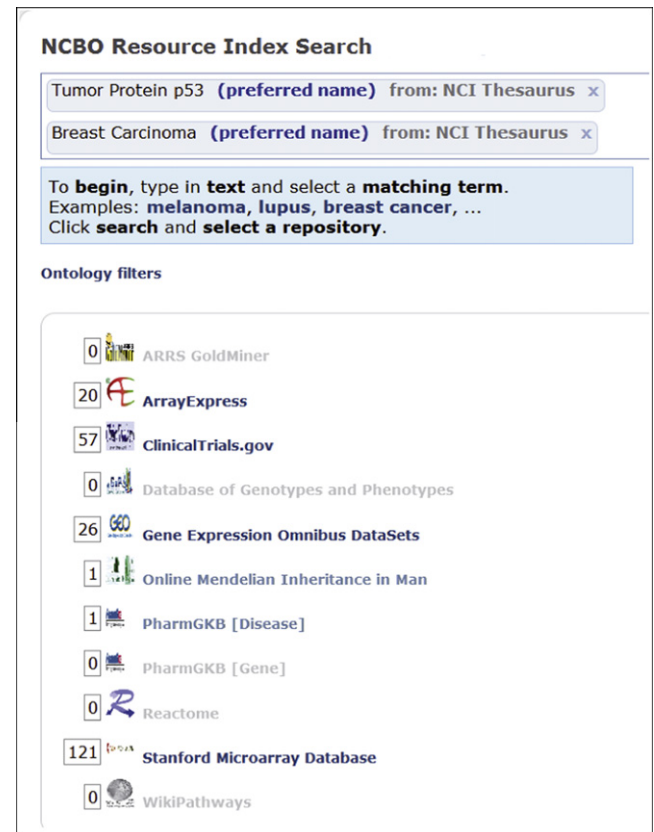 NCBO Resource Index Search
Tumor Protein p53 (preferred name) from: NCI Thesaurus x
Breast Carcinoma (preferred name) from: NCI Thesaurus x
To begin, type in text and select a matching term.
Examples: melanoma, lupus, breast cancer, ...
Click search and select a repository.
Ontology filters
0 ARRS GoldMiner
20 ArrayExpress
57 ClinicalTrials.gov
0 Database of Genotypes and Phenotypes
26 GEO Gene Expression Omnibus DataSets
1 Online Mendelian Inheritance in Man
1 PharmGKB [Disease]
0 PharmGKB [Gene]
0 R Reactome
121 Stanford Microarray Database
0 WikiPathways